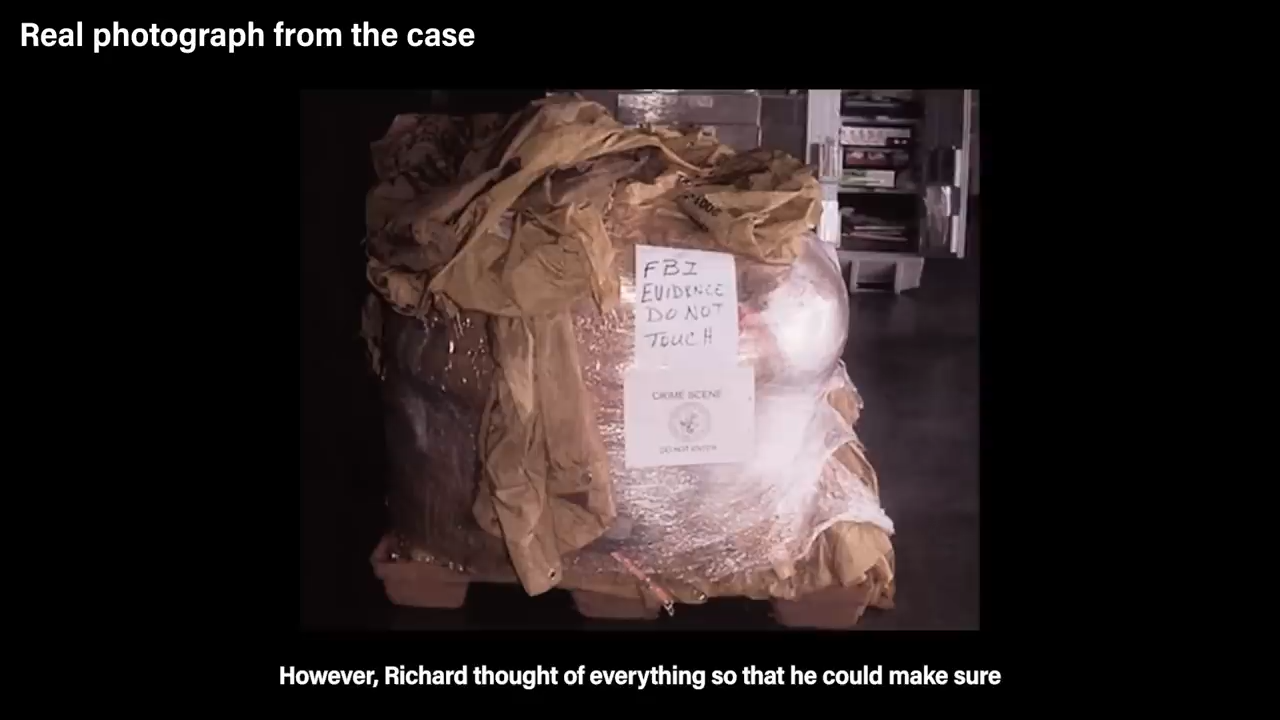 Real photograph from the case
FBI
EVIDENCE
DO NOT
TOUCH
CRIME SCENE
DO NOT ENTER
However, Richard thought of everything so that he could make sure